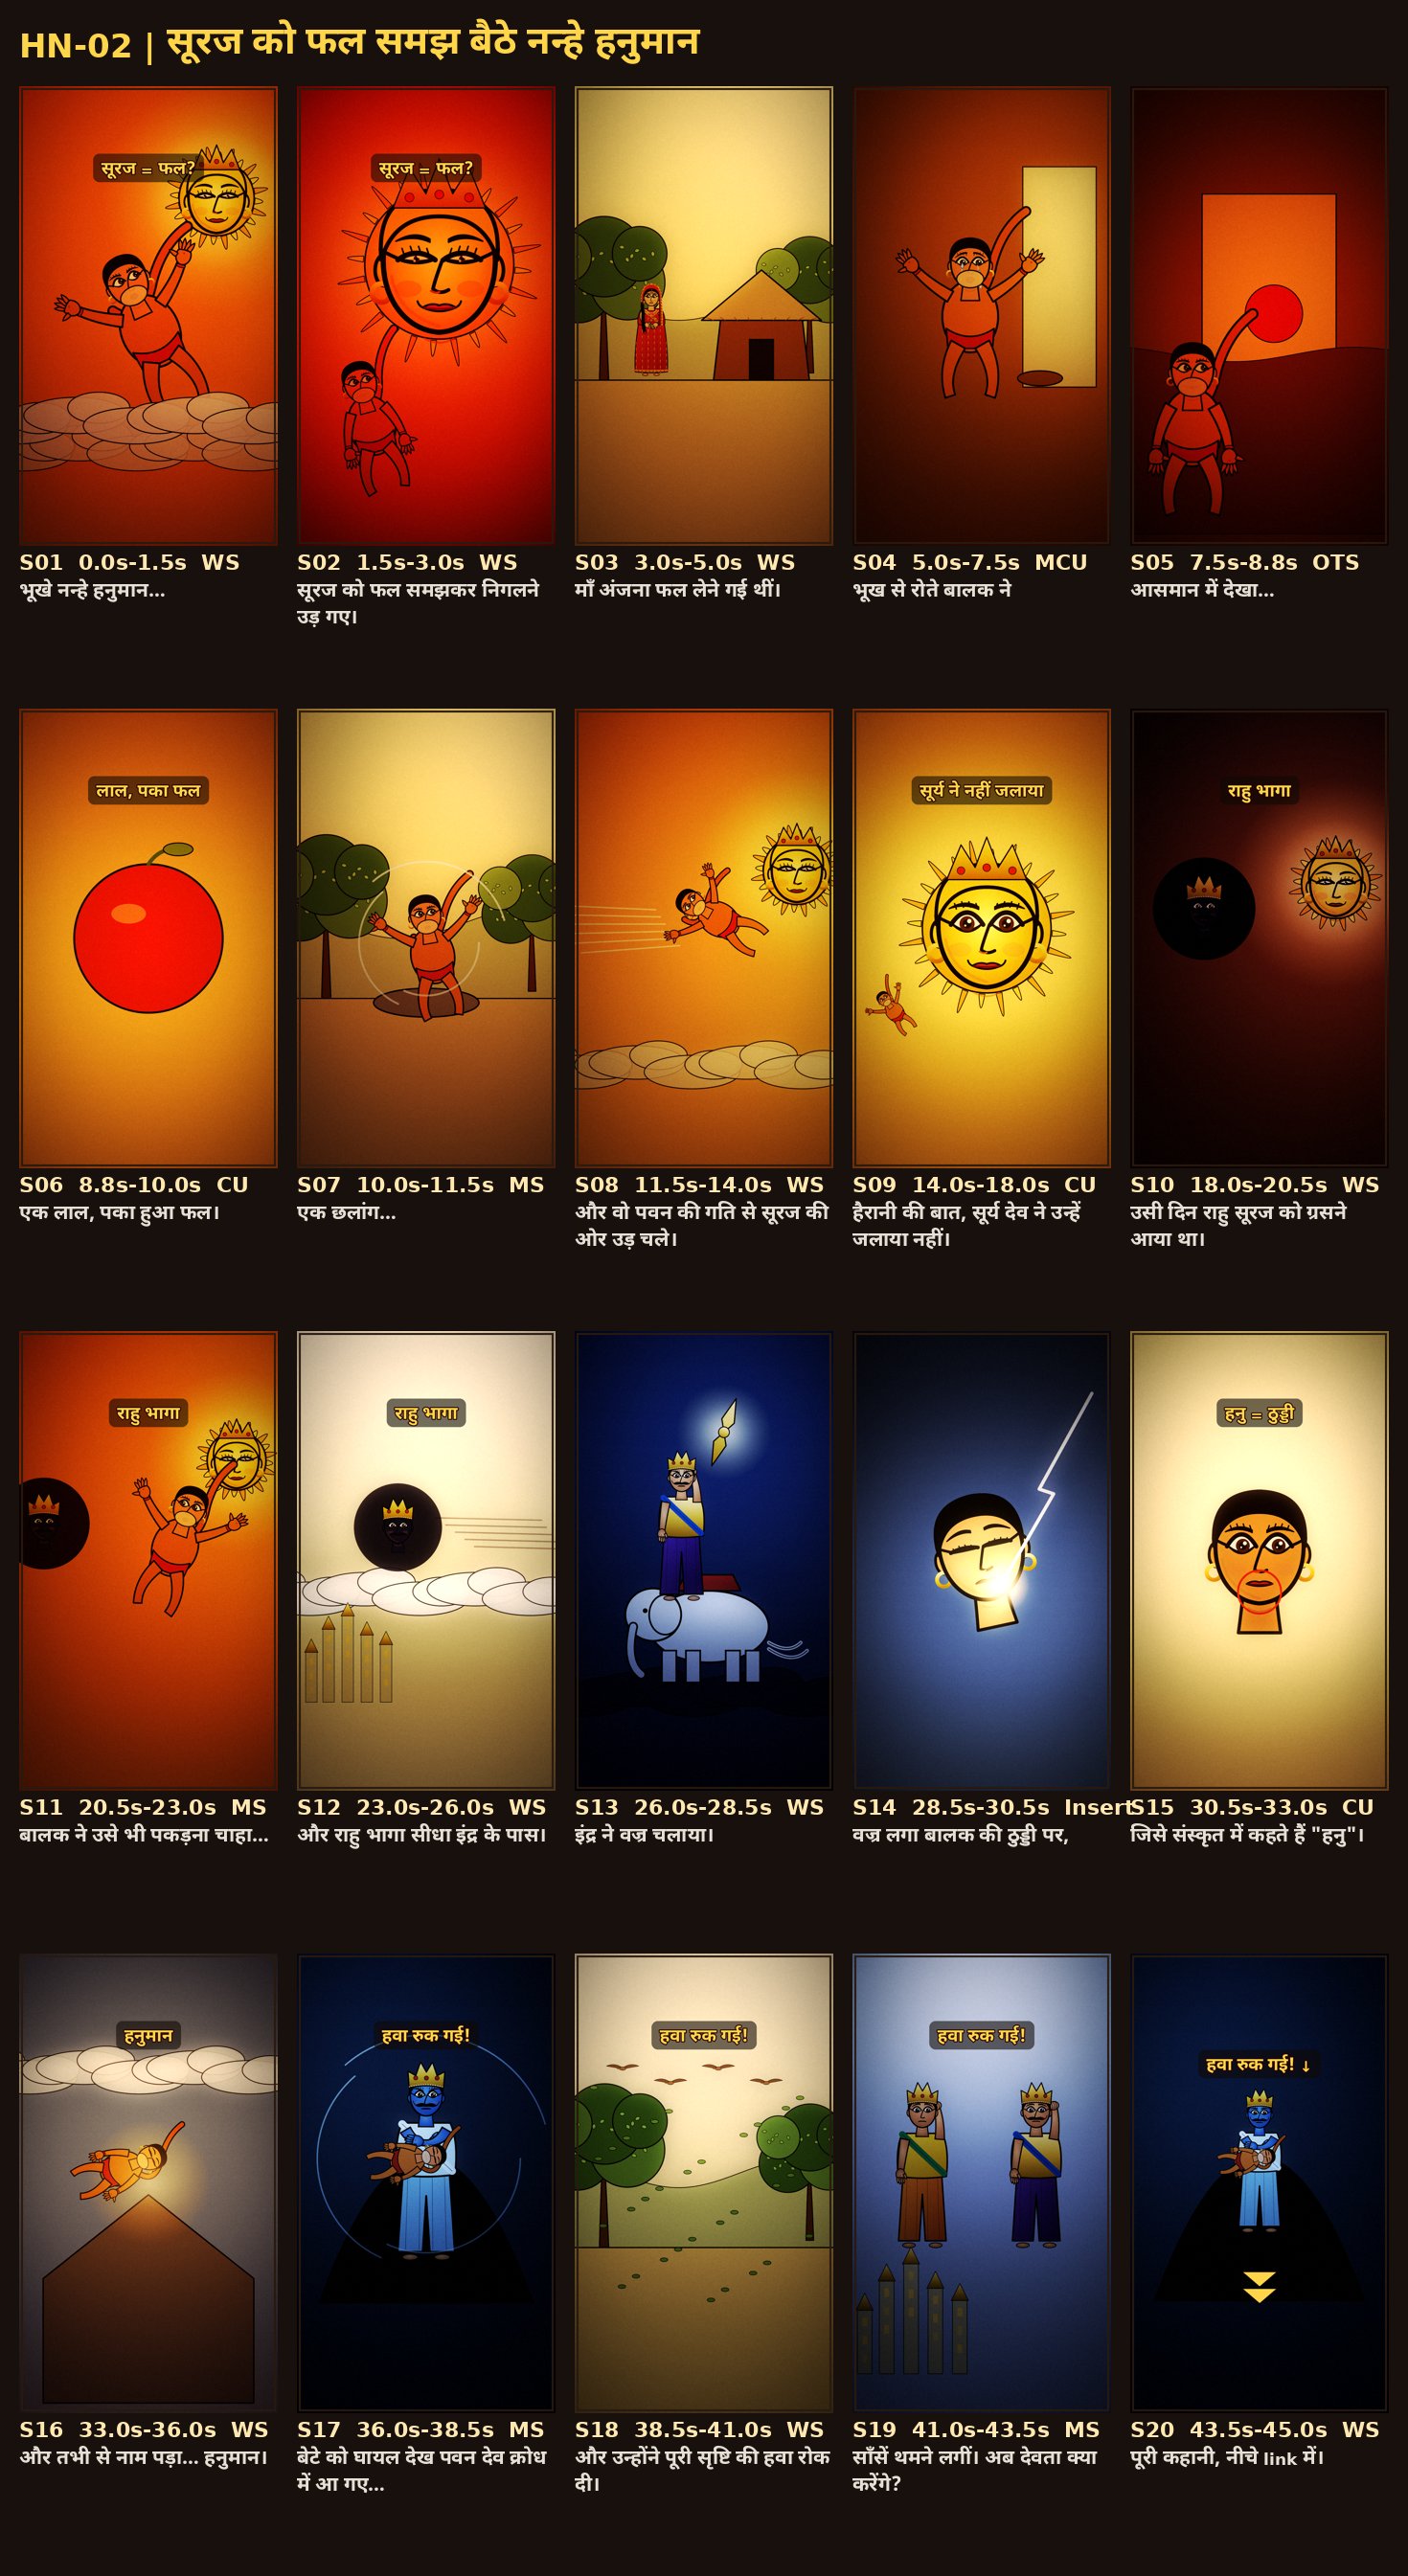 HN-02 | सूरज को फल समझ बैठे नन्हे हनुमान
सूरज = फल?
सूरज = फल?
S01 0.0s-1.5s WS
भूखे नन्हे हनुमान...
S02 1.5s-3.0s WS
सूरज को फल समझकर निगलने
उड़ गए।
S03 3.0s-5.0s WS
माँ अंजना फल लेने गई थीं।
S04 5.0s-7.5s MCU
भूख से रोते बालक ने
S05 7.5s-8.8s OTS
आसमान में देखा...
लाल, पका फल
सूर्य ने नहीं जलाया
राहु भागा
S06 8.8s-10.0s CU
एक लाल, पका हुआ फल।
S07 10.0s-11.5s MS
एक छलांग...
S08 11.5s-14.0s WS
और वो पवन की गति से सूरज की
ओर उड़ चले।
S09 14.0s-18.0s CU
हैरानी की बात, सूर्य देव ने उन्हें
जलाया नहीं।
S10 18.0s-20.5s WS
उसी दिन राहु सूरज को ग्रसने
आया था।
राहु भागा
राहु भागा
हनु = ठुड्डी
S11 20.5s-23.0s MS
बालक ने उसे भी पकड़ना चाहा...
S12 23.0s-26.0s WS
और राहु भागा सीधा इंद्र के पास।
S13 26.0s-28.5s WS
इंद्र ने वज्र चलाया।
S14 28.5s-30.5s Insert
वज्र लगा बालक की ठुड्डी पर,
S15 30.5s-33.0s CU
जिसे संस्कृत में कहते हैं "हनु"।
हनुमान
हवा रुक गई!
हवा रुक गई!
हवा रुक गई!
हवा रुक गई! ↓
S16 33.0s-36.0s WS
और तभी से नाम पड़ा... हनुमान।
S17 36.0s-38.5s MS
बेटे को घायल देख पवन देव क्रोध
में आ गए...
S18 38.5s-41.0s WS
और उन्होंने पूरी सृष्टि की हवा रोक
दी।
S19 41.0s-43.5s MS
साँसें थमने लगीं। अब देवता क्या
करेंगे?
S20 43.5s-45.0s WS
पूरी कहानी, नीचे link में।